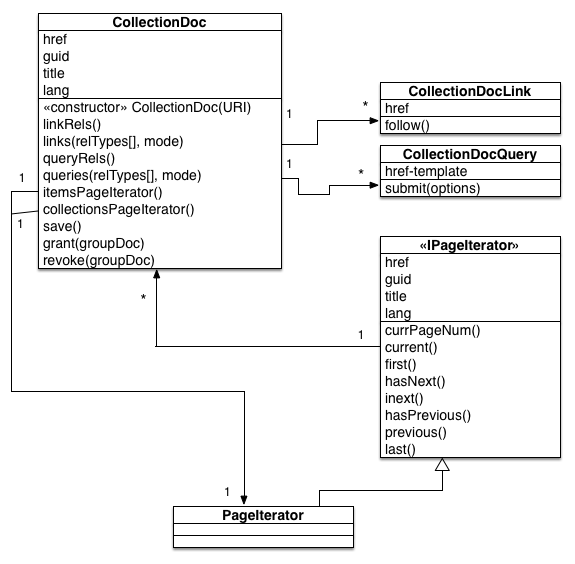 CollectionDoc
href
guid
title
lang
«constructor» CollectionDoc(URI)
linkRels()
links(relTypes[], mode)
queryRels()
queries(relTypes[], mode)
itemsPageIterator()
collectionsPageIterator()
save()
grant(groupDoc)
revoke(groupDoc)
1
*
CollectionDocLink
href
follow()
1
*
CollectionDocQuery
href-template
submit(options)
1
1
«IPageIterator»
href
guid
title
lang
currPageNum()
current()
first()
hasNext()
inext()
hasPrevious()
previous()
last()
*
1
1
PageIterator